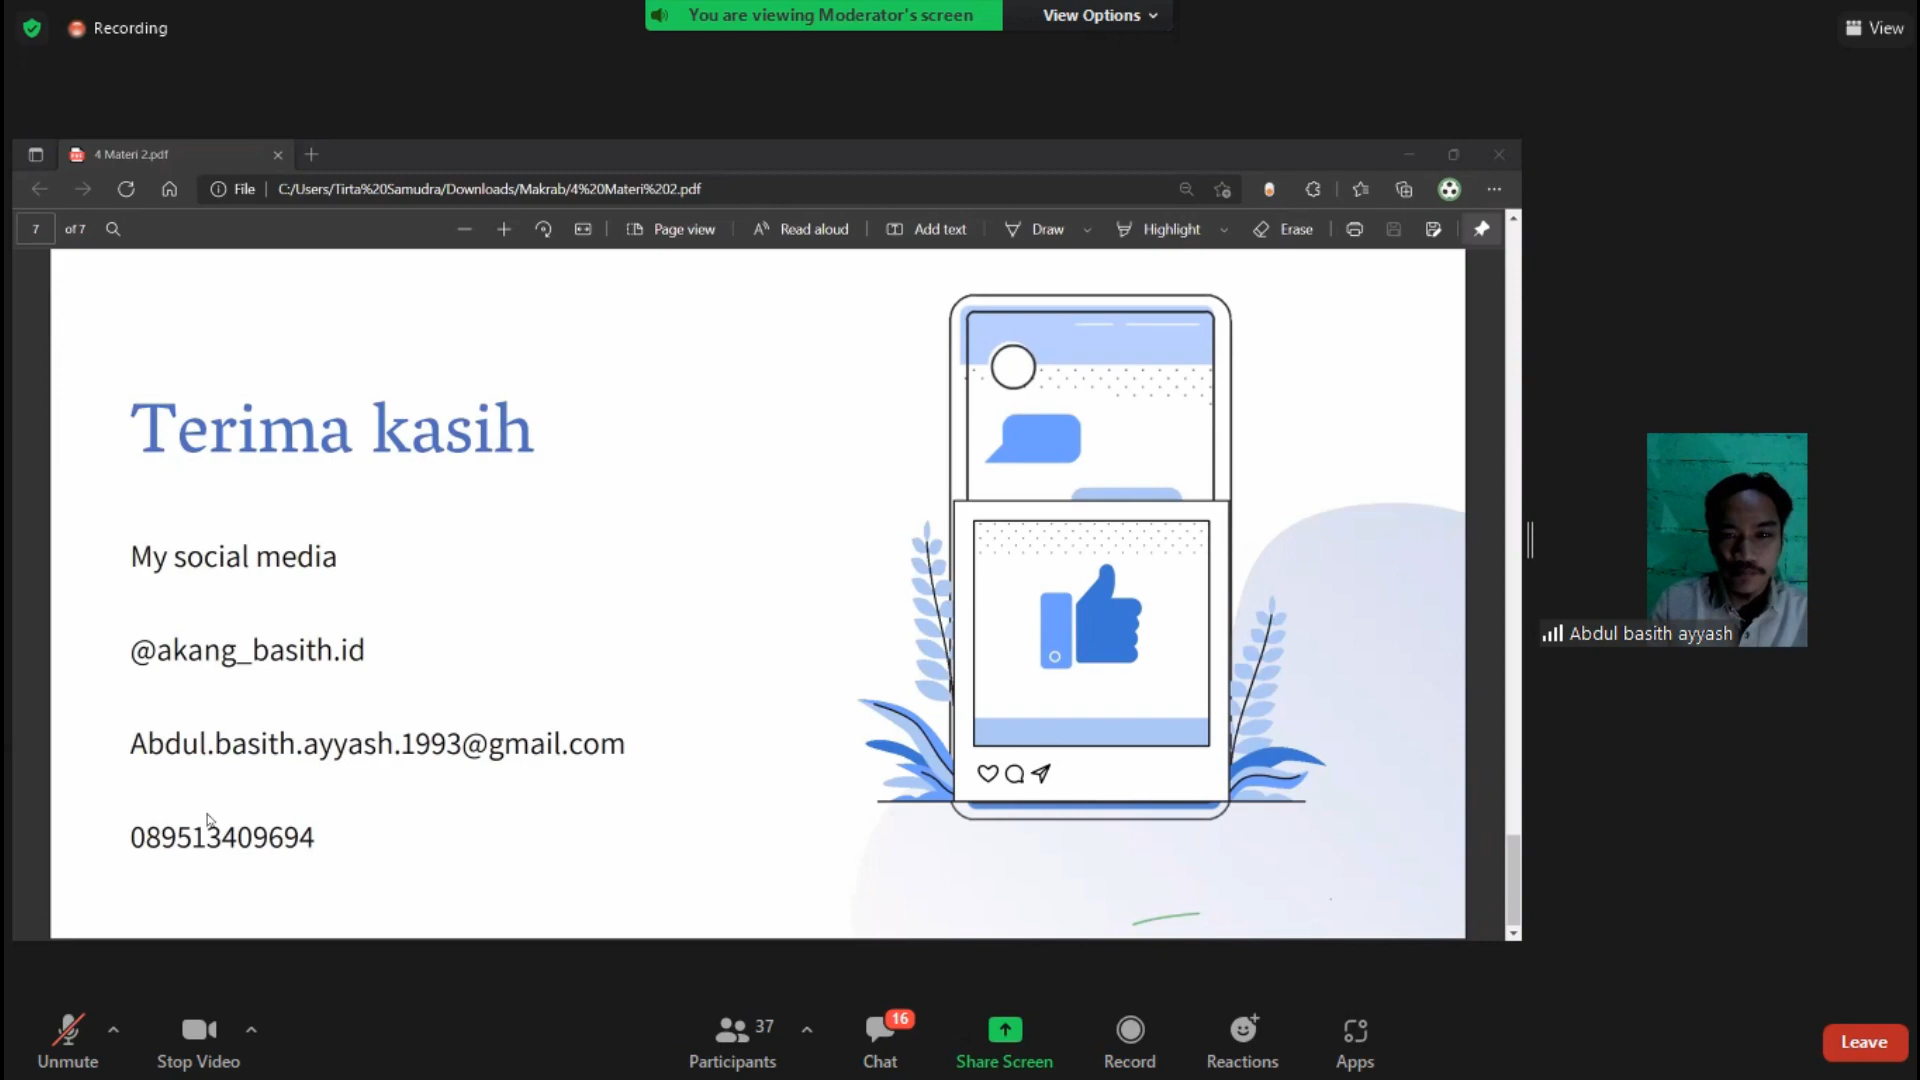 Recording
You are viewing Moderator's screen
View Options
View
4 Materi 2.pdf
File
C:/Users/Tirta%20Samudra/Downloads/Makrab/4%20Materi%202.pdf
7 of 7
Page view
Read aloud
Add text
Draw
Highlight
Erase
Terima kasih
My social media
@akang_basith.id
Abdul.basith.ayyash.1993@gmail.com
089513409694
Abdul basith ayyash
Unmute
Stop Video
37
Participants
16
Chat
Share Screen
Record
Reactions
Apps
Leave